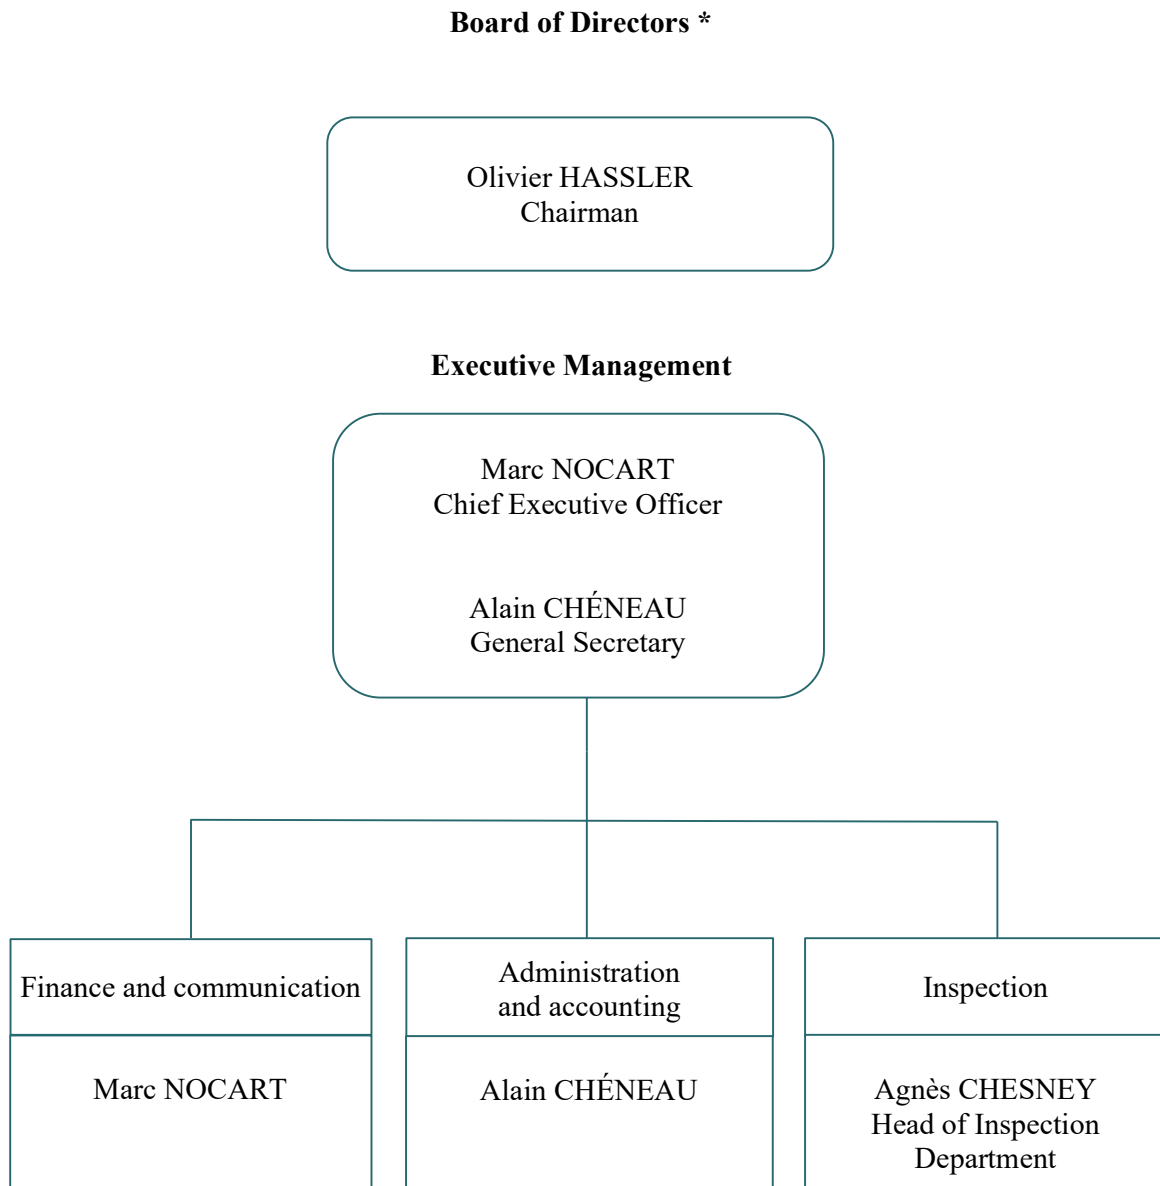 Board of Directors *
Olivier HASSLER
Chairman
Executive Management
Marc NOCART
Chief Executive Officer
Alain CHÉNEAU
General Secretary
Finance and communication
Marc NOCART
Administration
and accounting
Alain CHÉNEAU
Inspection
Agnès CHESNEY
Head of Inspection
Department